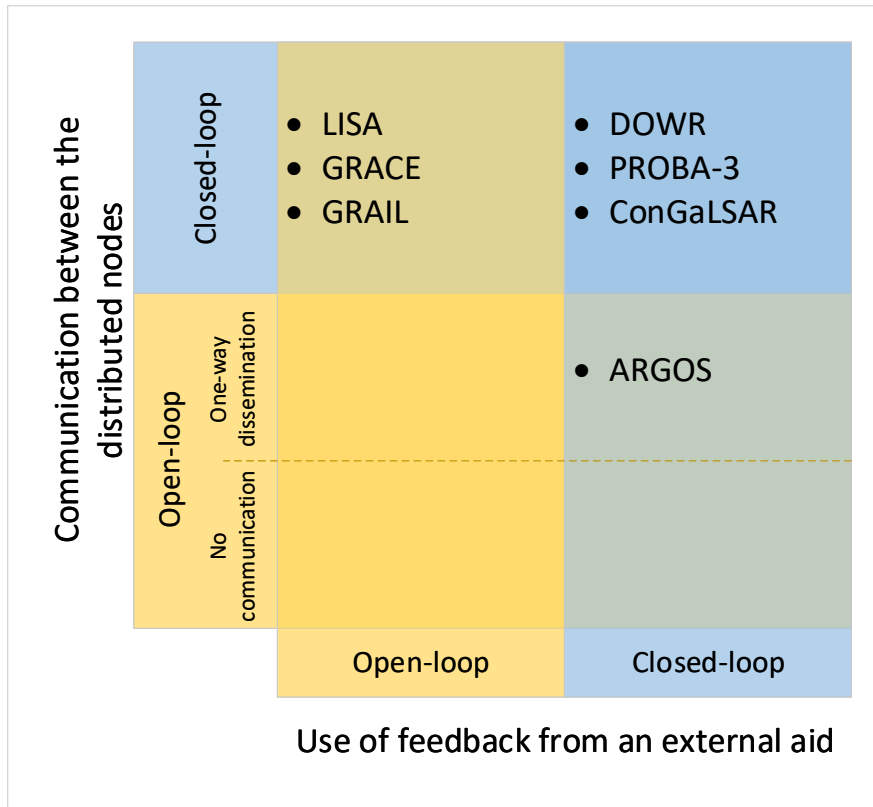 Communication between the
distributed nodes
Closed-loop
• LISA
• GRACE
• GRAIL
• DOWR
• PROBA-3
• ConGaLSAR
Open-loop
One-way
dissemination
• ARGOS
No
communication
Open-loop
Closed-loop
Use of feedback from an external aid